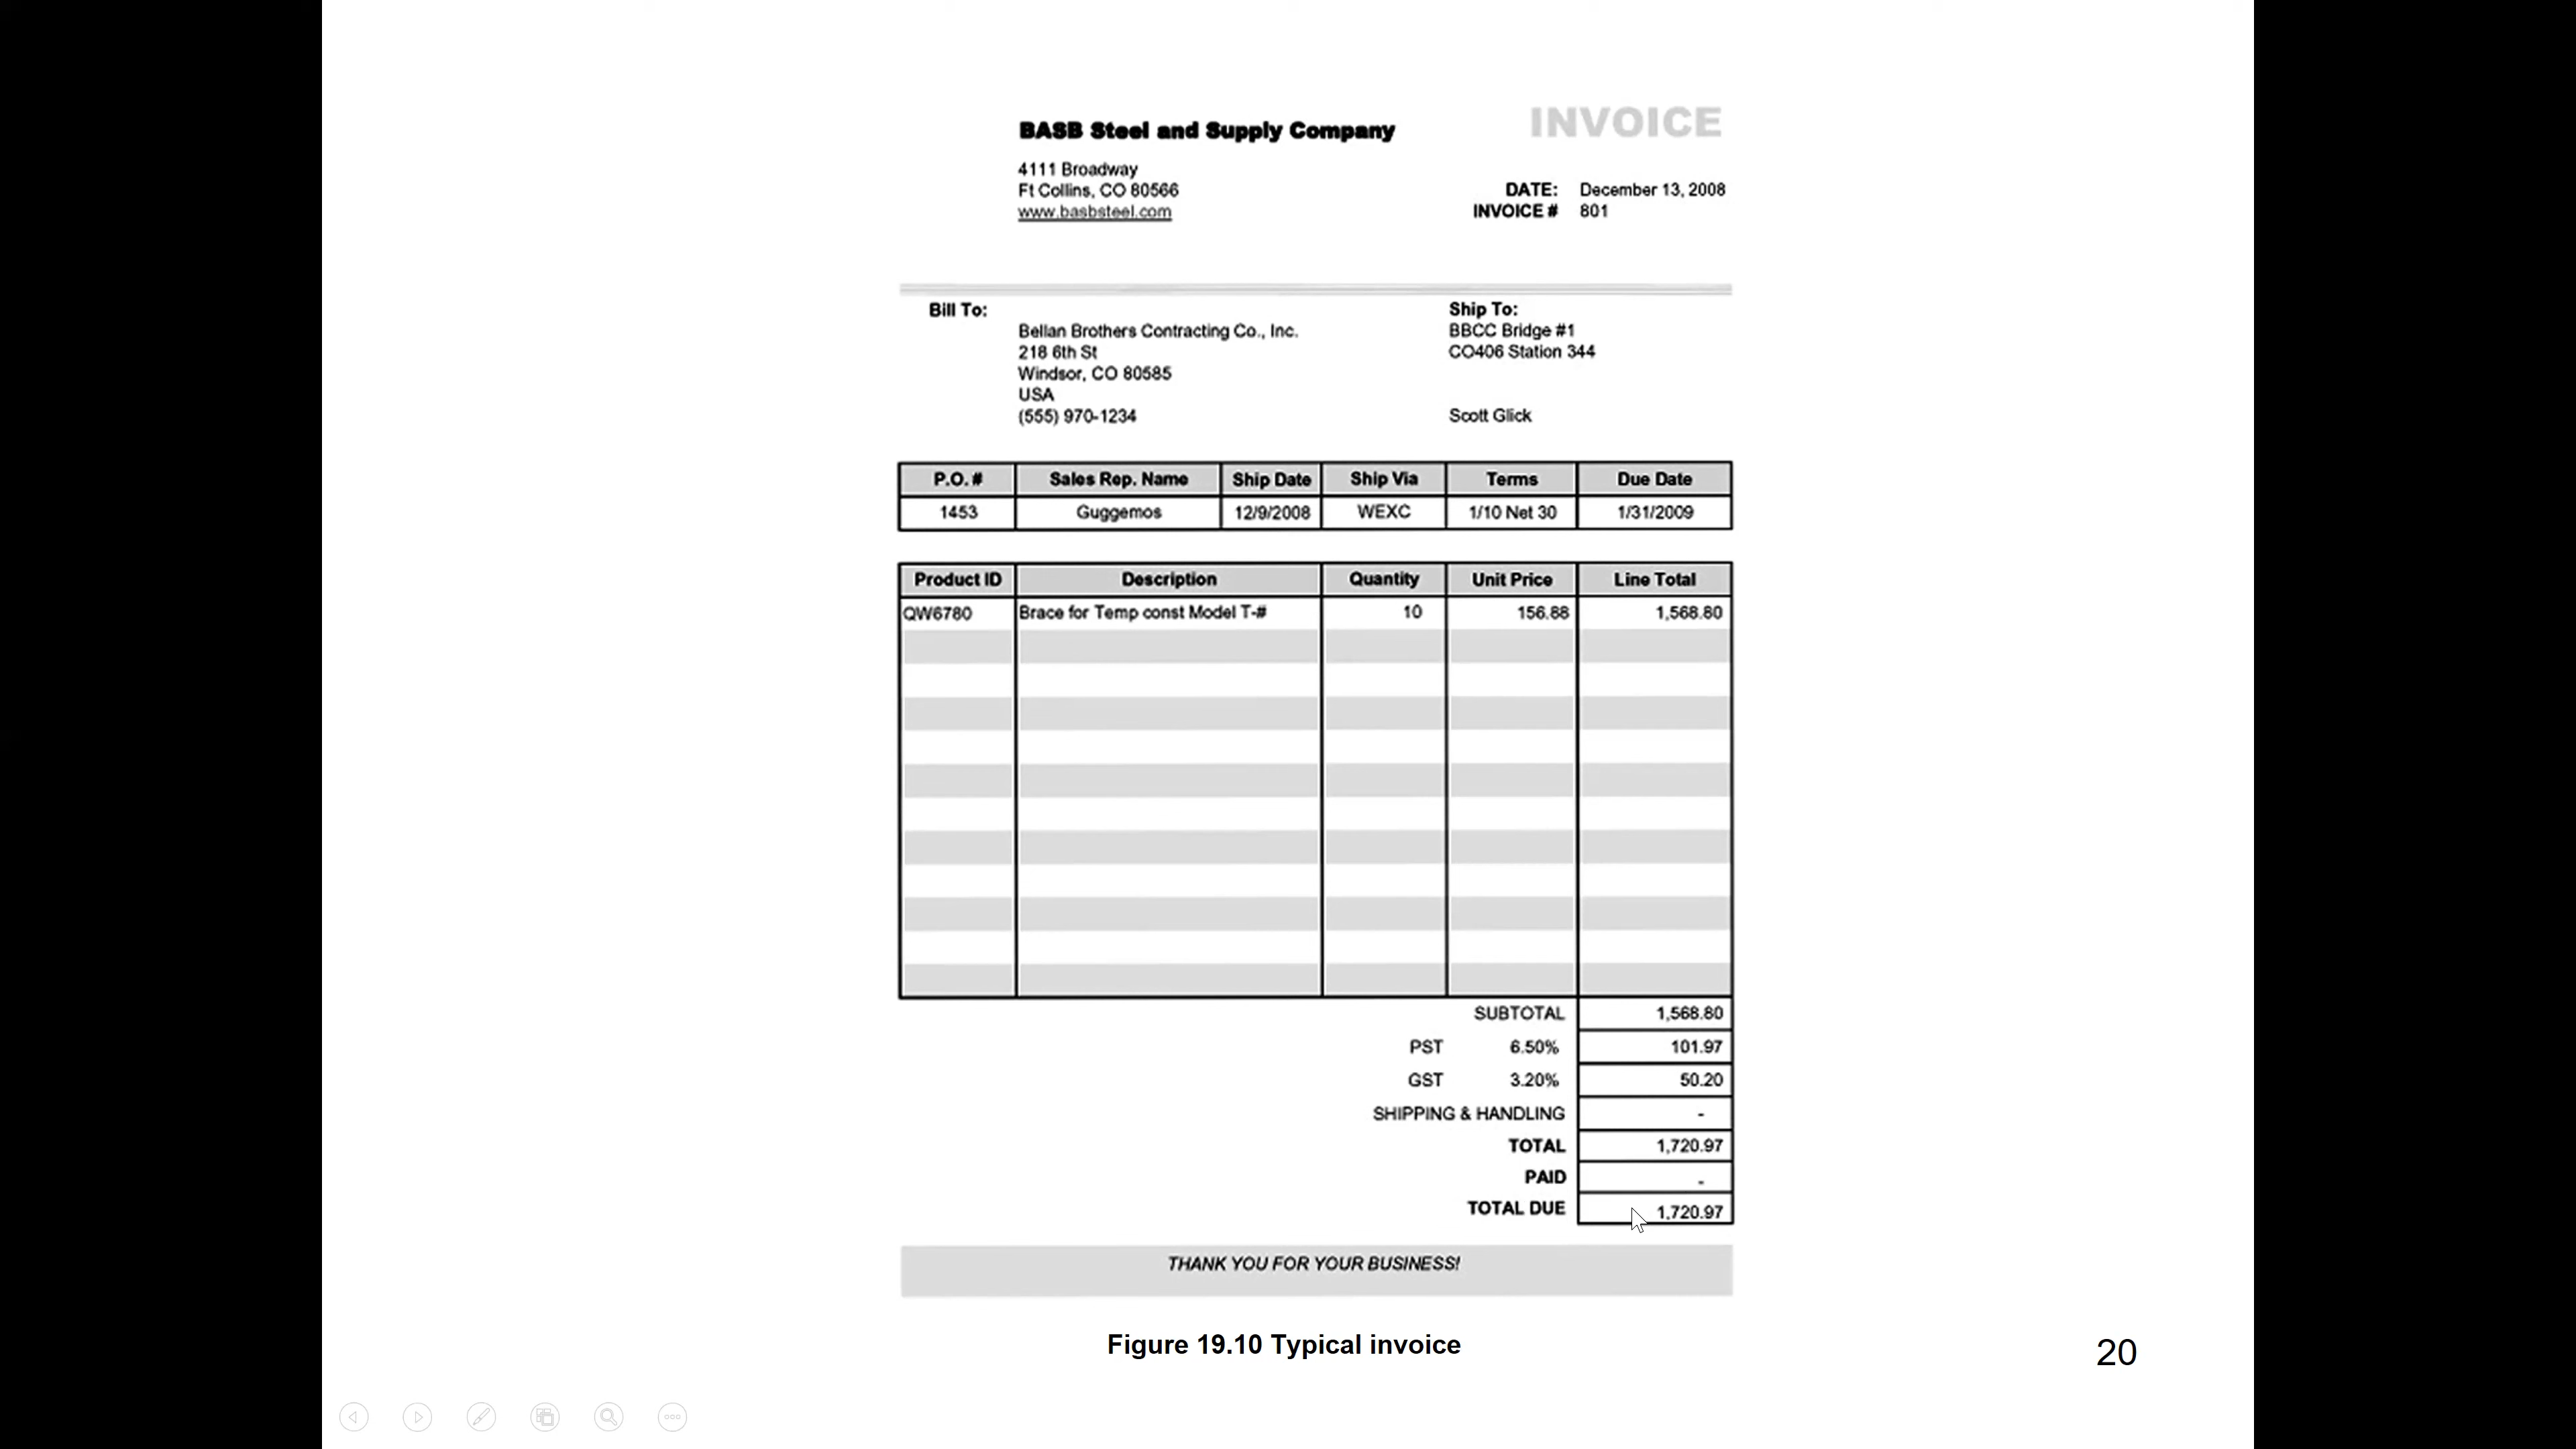 INVOICE
BASB Steel and Supply Company
4111 Broadway
Ft Collins, CO 80566
www.basbsteel.com
DATE: December 13, 2008
INVOICE # 801
Bill To:
Bellan Brothers Contracting Co., Inc.
218 6th St
Windsor, CO 80585
USA
(555) 970-1234
Ship To:
BBCC Bridge #1
CO406 Station 344
Scott Glick
P.O. # Sales Rep. Name Ship Date Ship Via Terms Due Date
1453 Guggemos 12/9/2008 WEXC 1/10 Net 30 1/31/2009
Product ID Description Quantity Unit Price Line Total
QW6780 Brace for Temp const Model T-# 10 156.88 1,568.80
SUBTOTAL 1,568.80
PST 6.50% 101.97
GST 3.20% 50.20
SHIPPING & HANDLING -
TOTAL 1,720.97
PAID -
TOTAL DUE 1,720.97
THANK YOU FOR YOUR BUSINESS!
Figure 19.10 Typical invoice
20